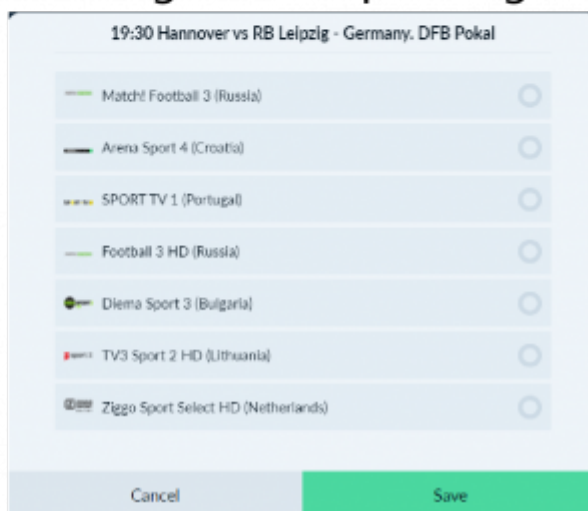 19:30 Hannover vs RB Leipzig - Germany. DFB Pokal
Match! Football 3 (Russia)
Arena Sport 4 (Croatia)
SPORT TV 1 (Portugal)
Football 3 HD (Russia)
Diema Sport 3 (Bulgaria)
TV3 Sport 2 HD (Lithuania)
Ziggo Sport Select HD (Netherlands)
Cancel Save